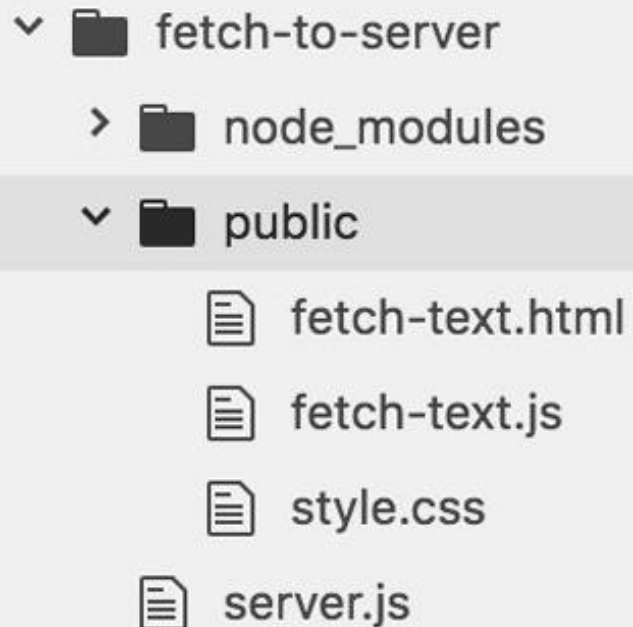 fetch-to-server
node_modules
public
fetch-text.html
fetch-text.js
style.css
server.js